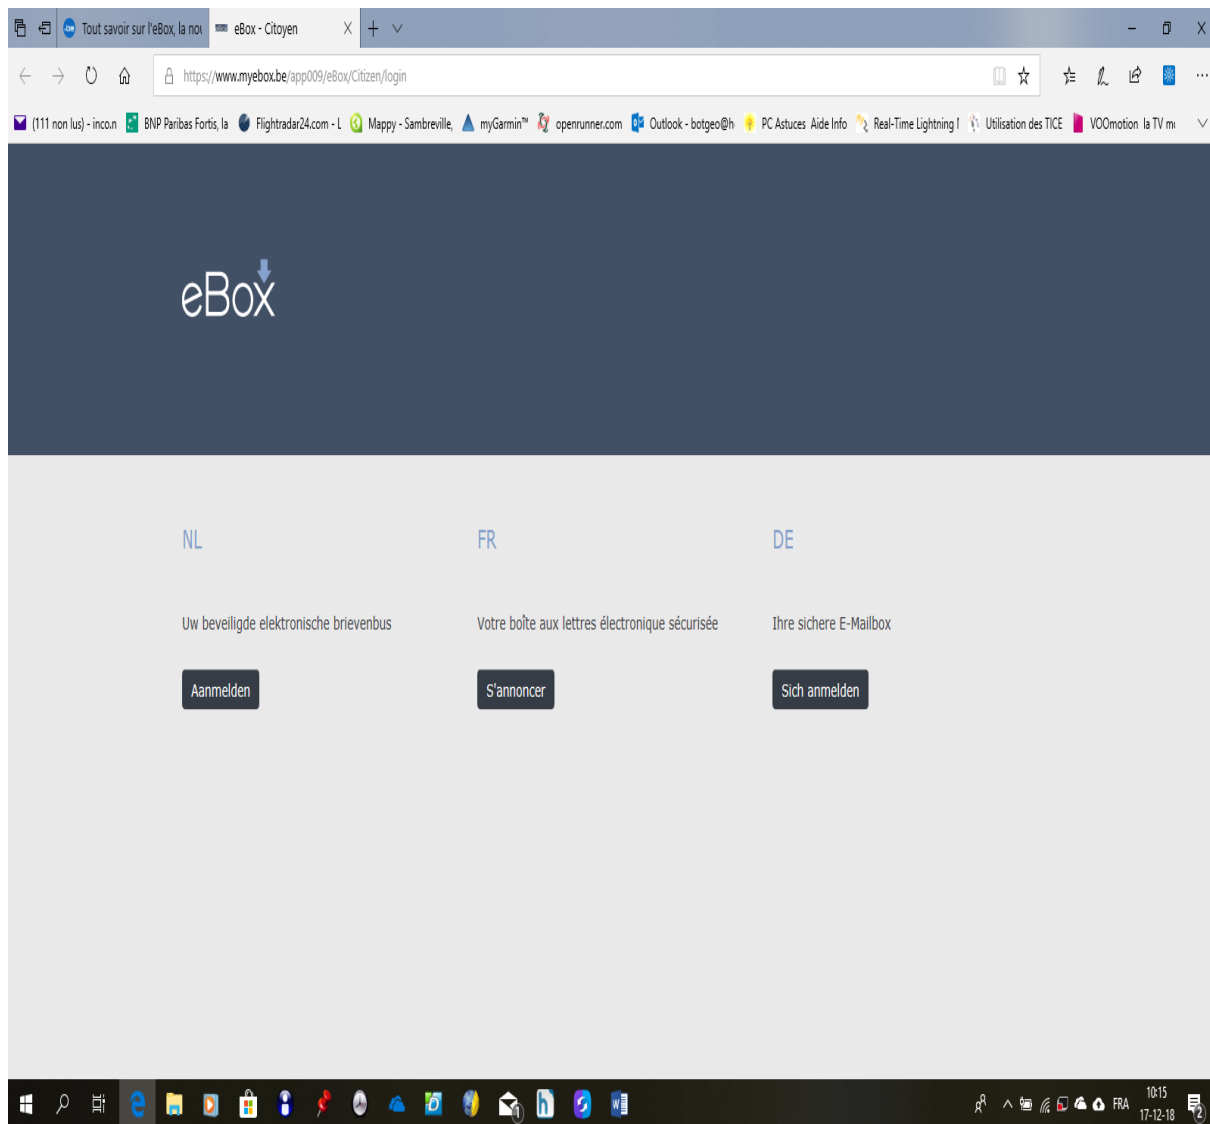 Tout savoir sur l'eBox, la nou
eBox - Citoyen
https://www.myebox.be/app009/eBox/Citizen/login
(111 non lus) - inco.n
BNP Paribas Fortis, la
Flightradar24.com - L
Mappy - Sambreville,
myGarmin™
openrunner.com
Outlook - botgeo@h
PC Astuces Aide Info
Real-Time Lightning
Utilisation des TICE
VOOmotion la TV m
eBox
NL
FR
DE
Uw beveiligde elektronische brievenbus
Votre boîte aux lettres électronique sécurisée
Ihre sichere E-Mailbox
Aanmelden
S'annoncer
Sich anmelden
FRA
10:15
17-12-18